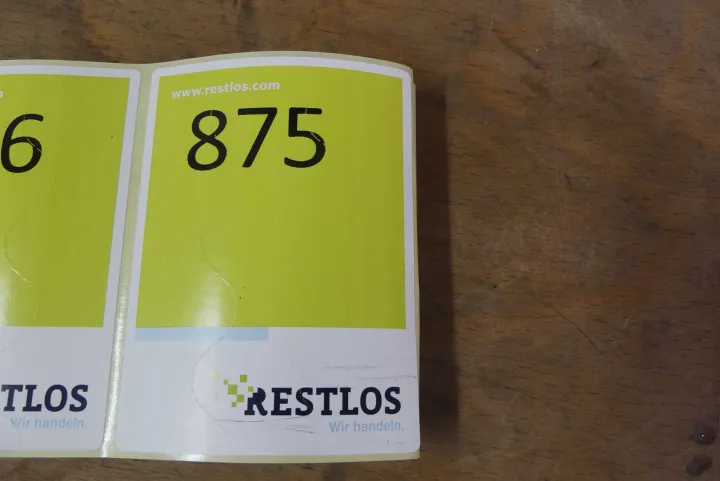 www.restlos.com
875
RESTLOS
Wir handeln.
6
TLOS
Wir handeln.